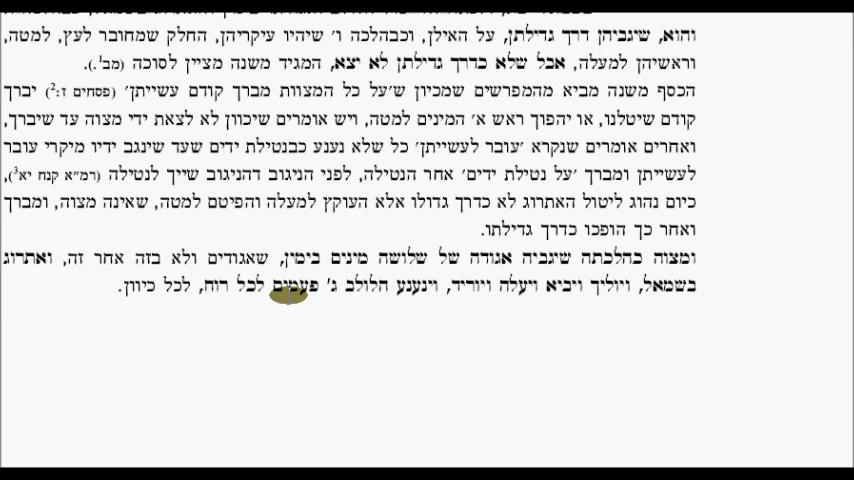 והוא, שיגביהן דרך גדילתן, על האילן, וכבהלכה ו׳ שיהיו עיקריהן, החלק שמחובר לעץ, למטה,
וראשיהן למעלה, אבל שלא כדרך גדילתן לא יצא, המגיד משנה מציין לסוכה (מב1.).
הכסף משנה מביא מהמפרשים שמכיון ש׳על כל המצוות מברך קודם עשייתן׳ (פסחים ז:2) יברך
קודם שיטלנו, או יהפוך ראש א׳ המינים למטה, ויש אומרים שיכוון לא לצאת ידי מצוה עד שיברך,
ואחרים אומרים שנקרא ׳עובר לעשייתן׳ כל שלא נענע כבנטילת ידים שעד שינגב ידיו מיקרי עובר
לעשייתן ומברך ׳על נטילת ידים׳ אחר הנטילה, לפני הניגוב דהניגוב שייך לנטילה (רמ״א קנח יא3),
כיום נהוג ליטול האתרוג לא כדרך גדולו אלא העוקץ למעלה והפיטם למטה, שאינה מצוה, ומברך
ואחר כך הופכו כדרך גדילתו.
ומצוה כהלכתה שיגביה אגודה של שלושה מינים בימין, שאגודים ולא בזה אחר זה, ואתרוג
בשמאל, ויוליך ויביא ויעלה ויוריד, וינענע הלולב ג׳ פעמים לכל רוח, לכל כיוון.